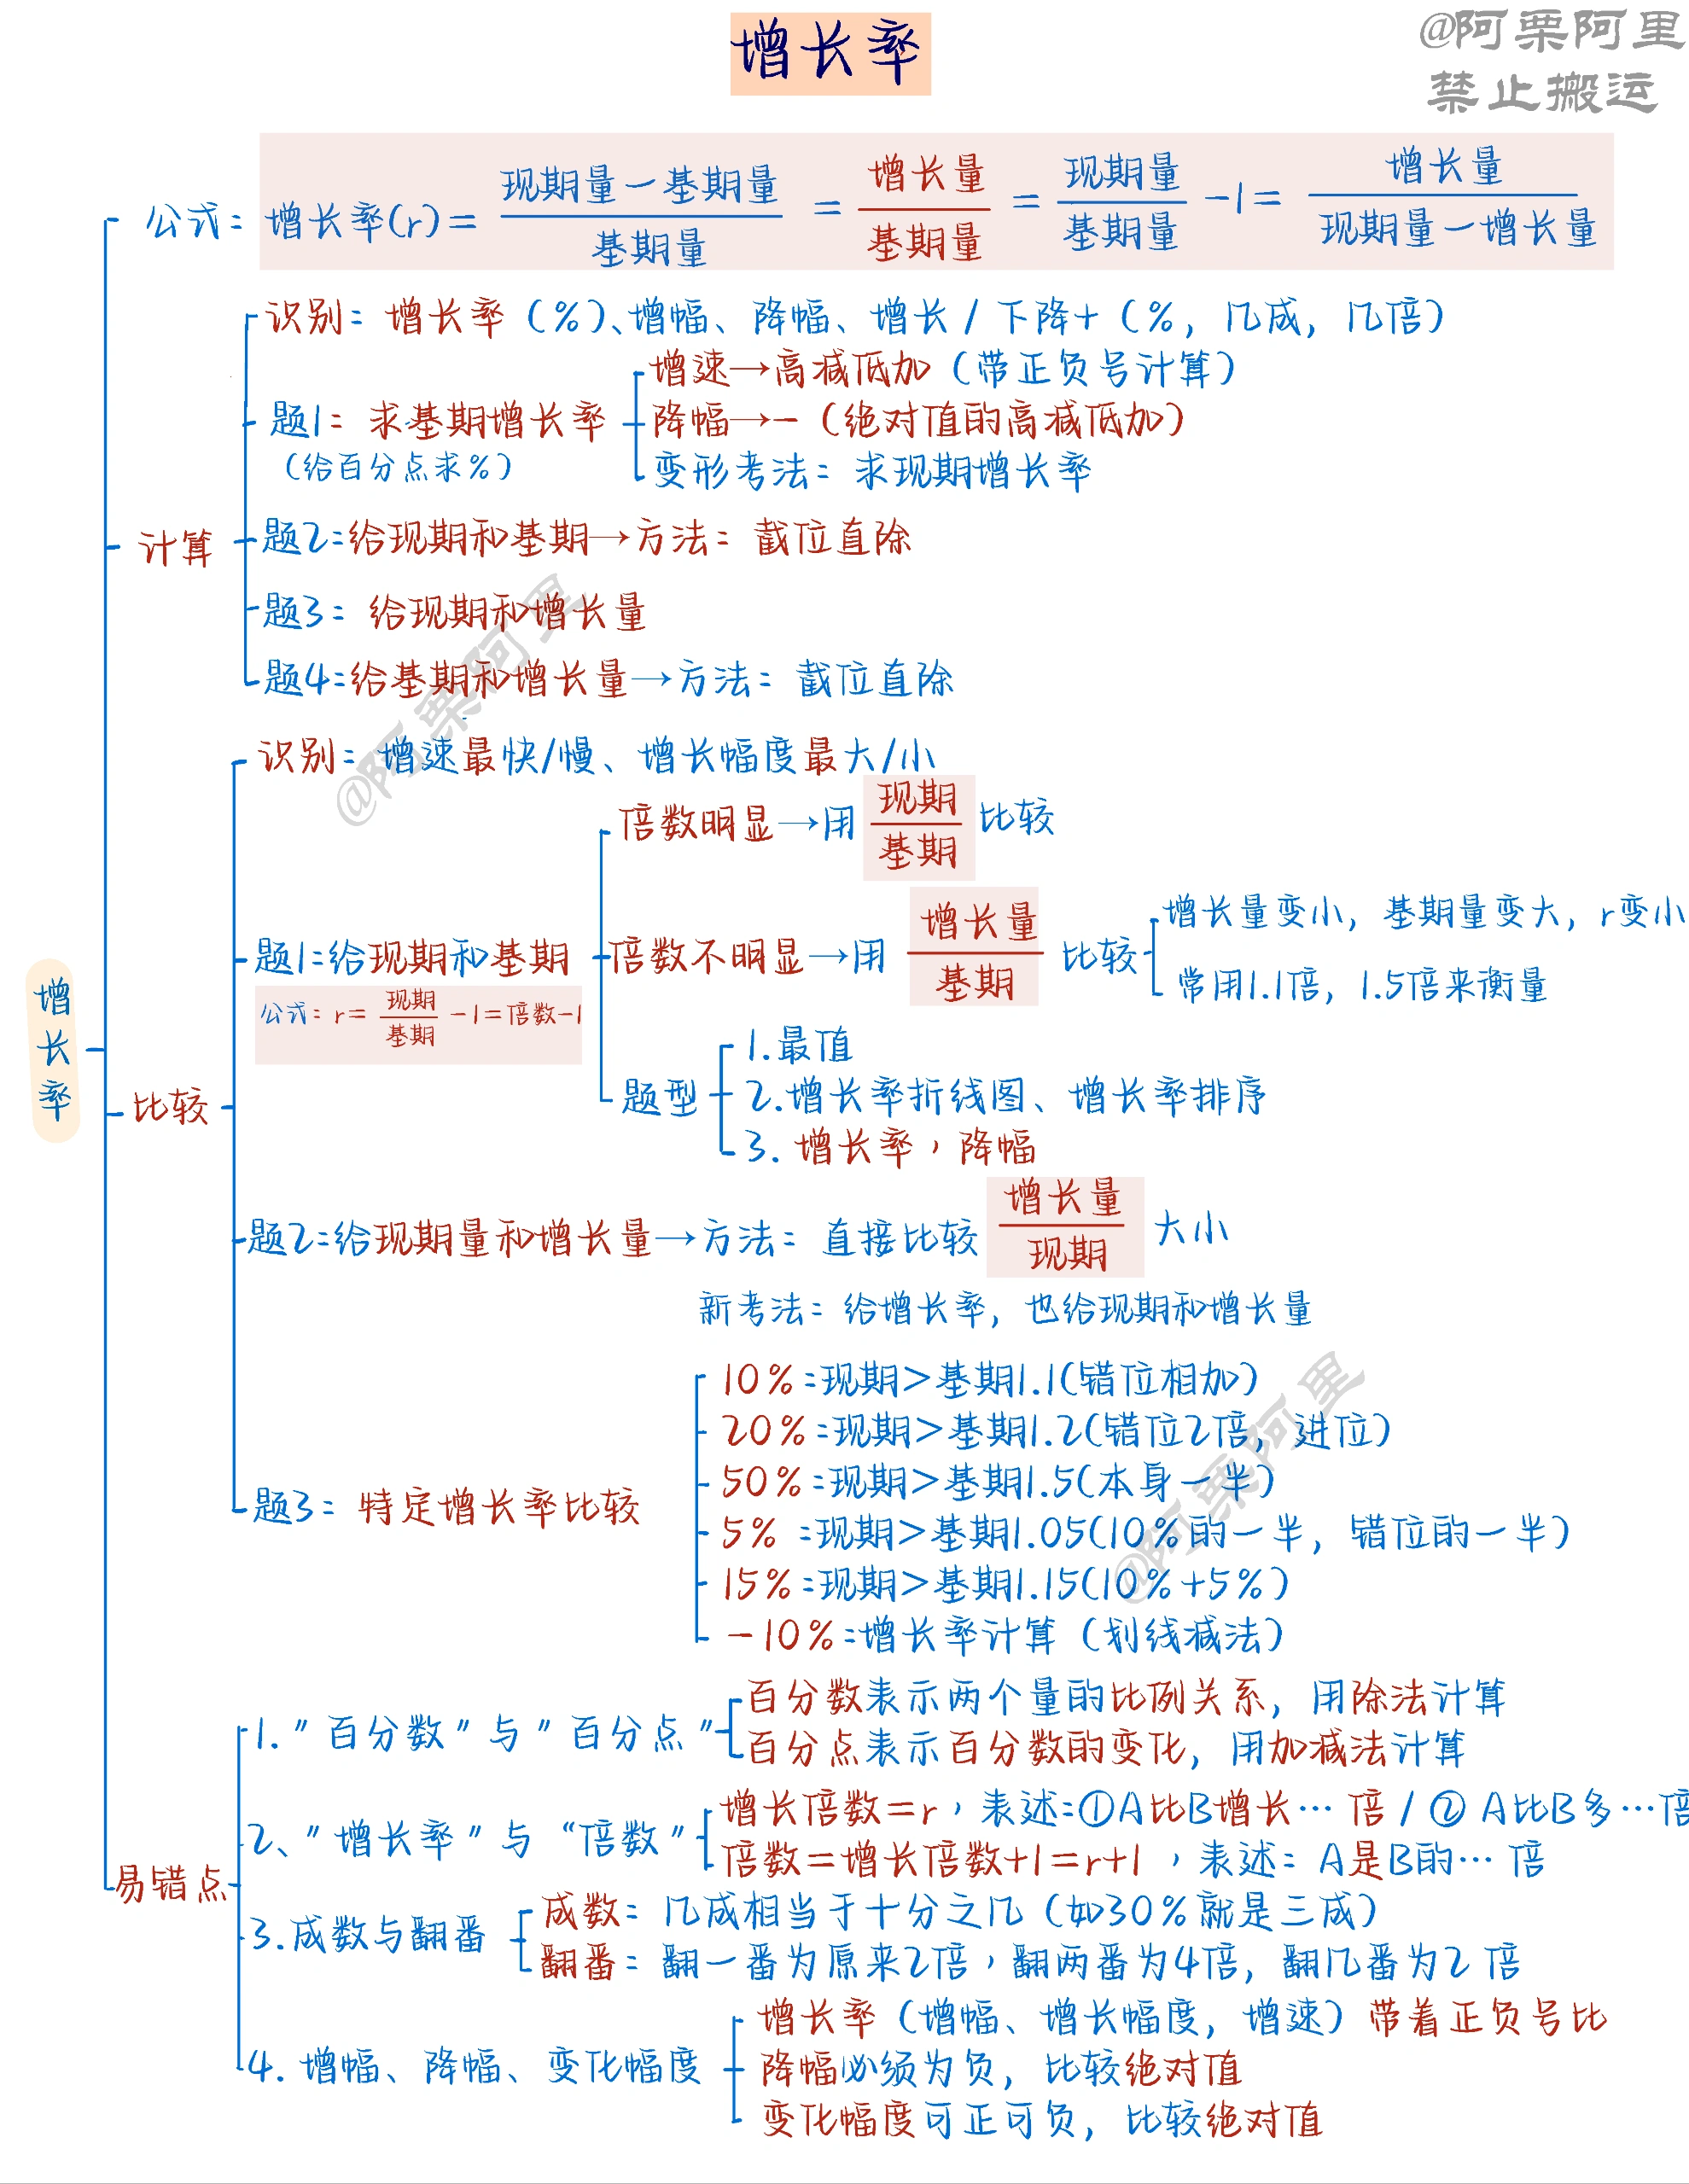 增长率
@阿栗阿里
禁止搬运
公式：增长率(r)=现期量-基期量/基期量=增长量/基期量=现期量/基期量-1=增长量/现期量-增长量
识别：增长率（%）、增幅、降幅、增长/下降+（%，几成，几倍）
增速→高减低加（带正负号计算）
题1：求基期增长率
降幅→-（绝对值的高减低加）
（给百分点求%）
变形考法：求现期增长率
计算
题2：给现期和基期→方法：截位直除
题3：给现期和增长量
题4：给基期和增长量→方法：截位直除
@阿栗阿里
识别：增速最快/慢、增长幅度最大/小
倍数明显→用现期/基期比较
题1：给现期和基期
公式：r=现期/基期-1=倍数-1
倍数不明显→用增长量/基期比较
增长量变小，基期量变大，r变小
常用1.1倍，1.5倍来衡量
增长率
比较
题型
1.最值
2.增长率折线图、增长率排序
3.增长率，降幅
题2：给现期量和增长量→方法：直接比较增长量/现期大小
新考法：给增长率，也给现期和增长量
题3：特定增长率比较
10%：现期>基期1.1(错位相加)
20%：现期>基期1.2(错位2倍，进位)
50%：现期>基期1.5(本身一半)
5%：现期>基期1.05(10%的一半，错位的一半)
15%：现期>基期1.15(10%+5%)
-10%：增长率计算（划线减法）
@阿栗阿里
易错点
1."百分数"与"百分点"
百分数表示两个量的比例关系，用除法计算
百分点表示百分数的变化，用加减法计算
2、"增长率"与“倍数”
增长倍数=r，表述：①A比B增长…倍/②A比B多…倍
倍数=增长倍数+1=r+1，表述：A是B的…倍
3.成数与翻番
成数：几成相当于十分之几（如30%就是三成）
翻番：翻一番为原来2倍，翻两番为4倍，翻几番为2 倍
4.增幅、降幅、变化幅度
增长率（增幅、增长幅度，增速）带着正负号比
降幅必须为负，比较绝对值
变化幅度可正可负，比较绝对值